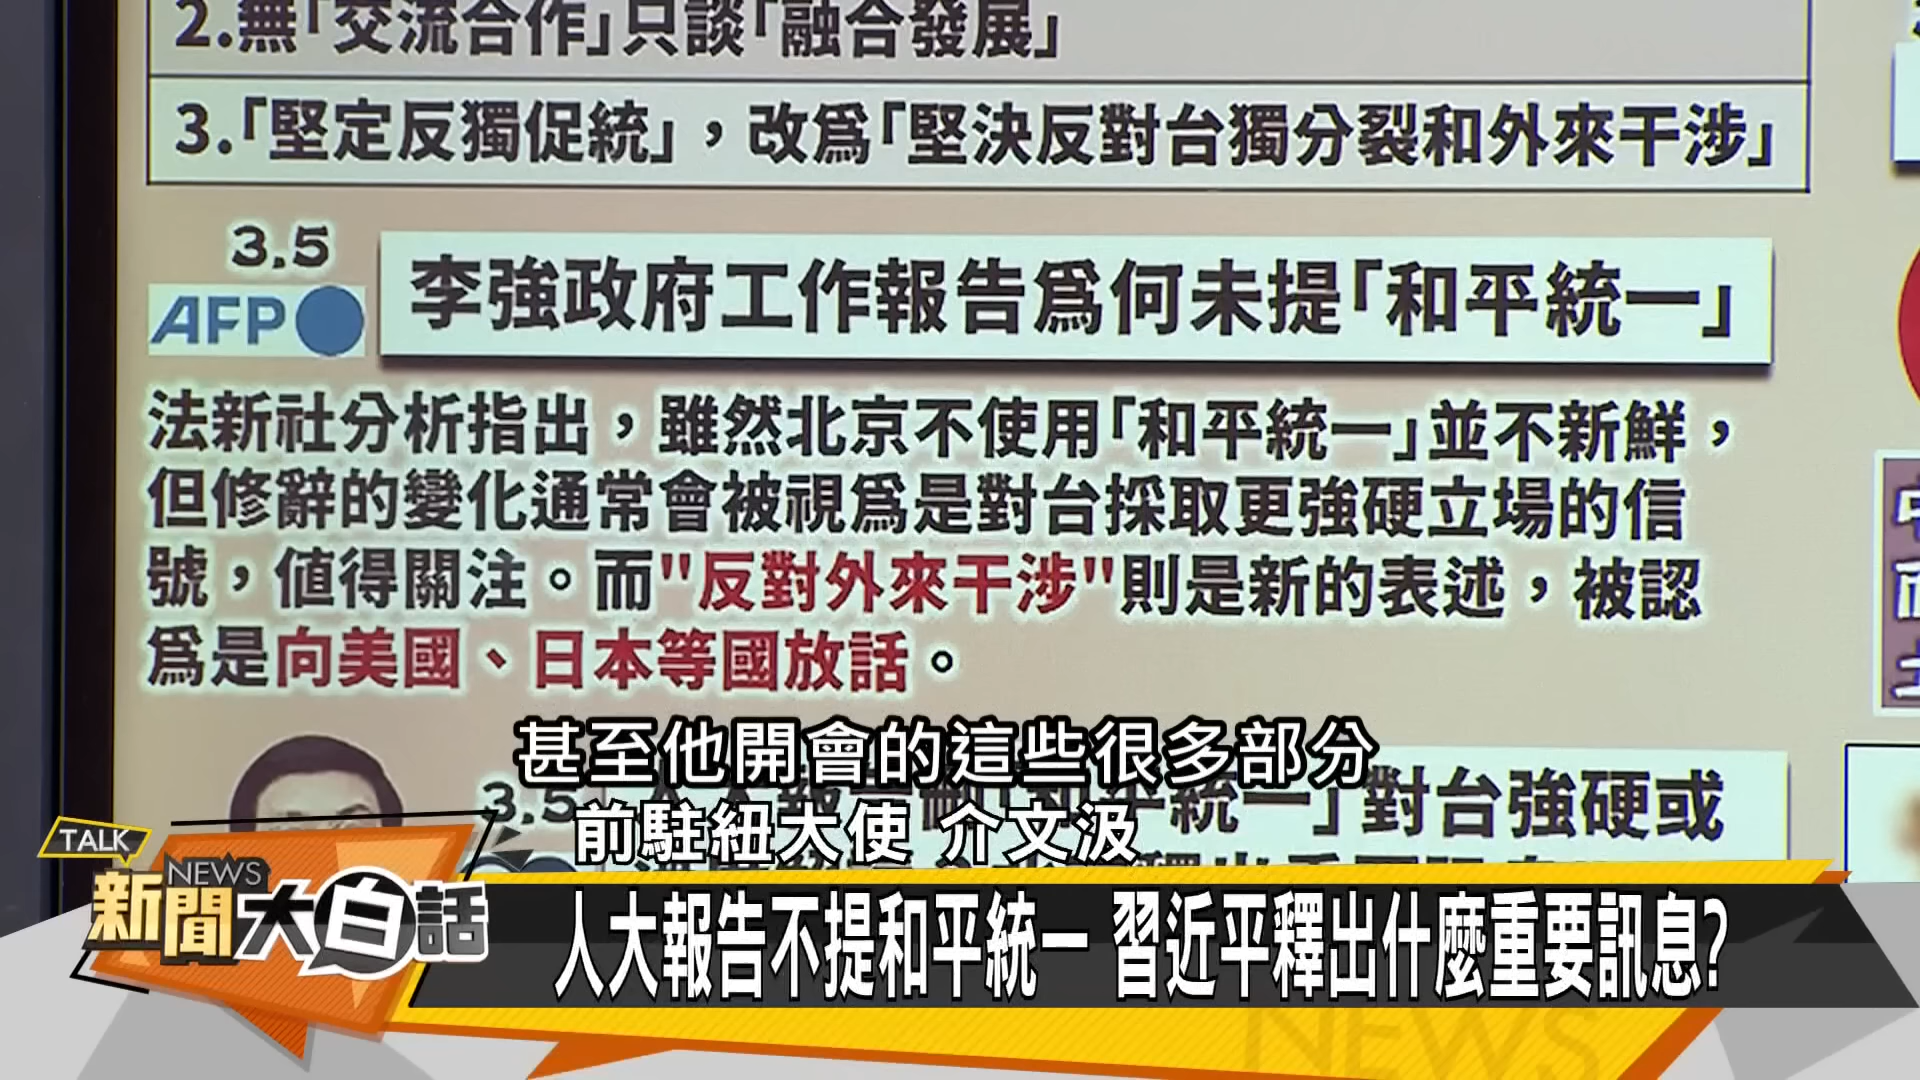 2.無「交流合作」只談「融合發展」
3.「堅定反獨促統」，改為「堅決反對台獨分裂和外來干涉」
3.5
AFP
李強政府工作報告為何未提「和平統一」
法新社分析指出，雖然北京不使用「和平統一」並不新鮮，
但修辭的變化通常會被視為是對台採取更強硬立場的信
號，值得關注。而"反對外來干涉"則是新的表述，被認
為是向美國、日本等國放話。
甚至他開會的這些很多部分
3.5
平統一」對台強硬或
前駐紐大使 介文汲
TALK
NEWS
新聞大白話
人大報告不提和平統一 習近平釋出什麼重要訊息?
NEWS